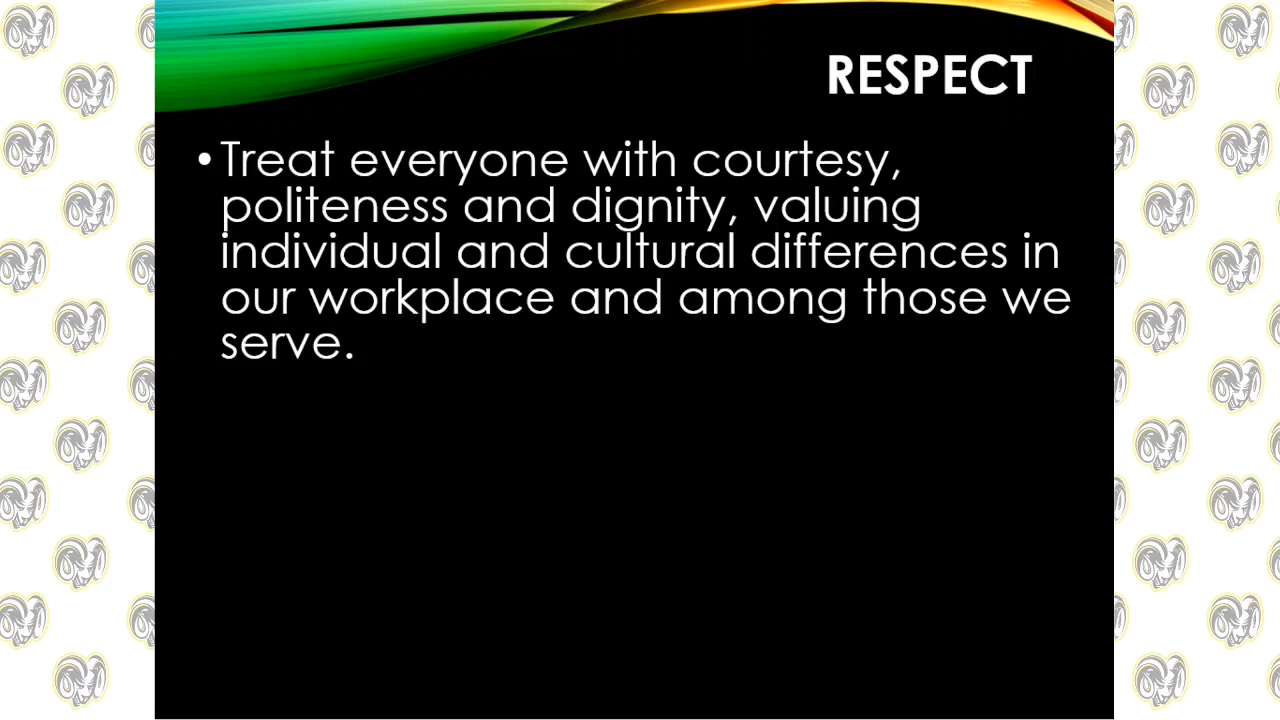 RESPECT
• Treat everyone with courtesy,
politeness and dignity, valuing
individual and cultural differences in
our workplace and among those we
serve.